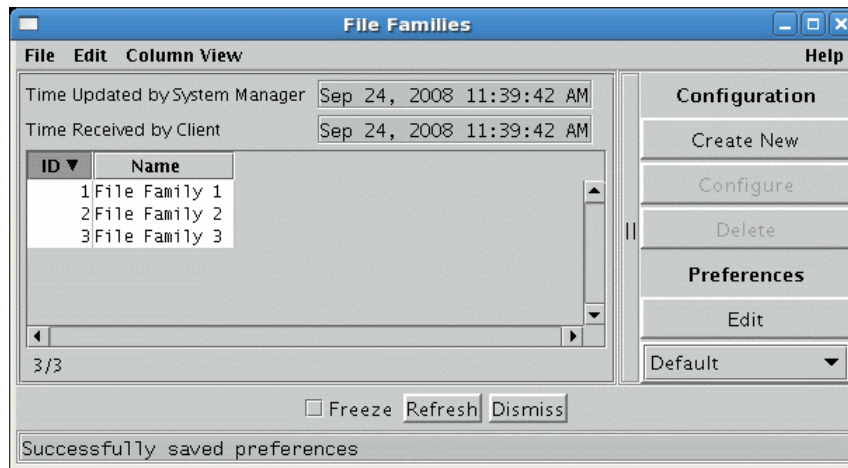 File Families
File Edit Column View Help
Time Updated by System Manager Sep 24, 2008 11:39:42 AM
Time Received by Client Sep 24, 2008 11:39:42 AM
ID ▼ Name
1 File Family 1
2 File Family 2
3 File Family 3
3/3
Configuration
Create New
Configure
Delete
Preferences
Edit
Default
Freeze Refresh Dismiss
Successfully saved preferences